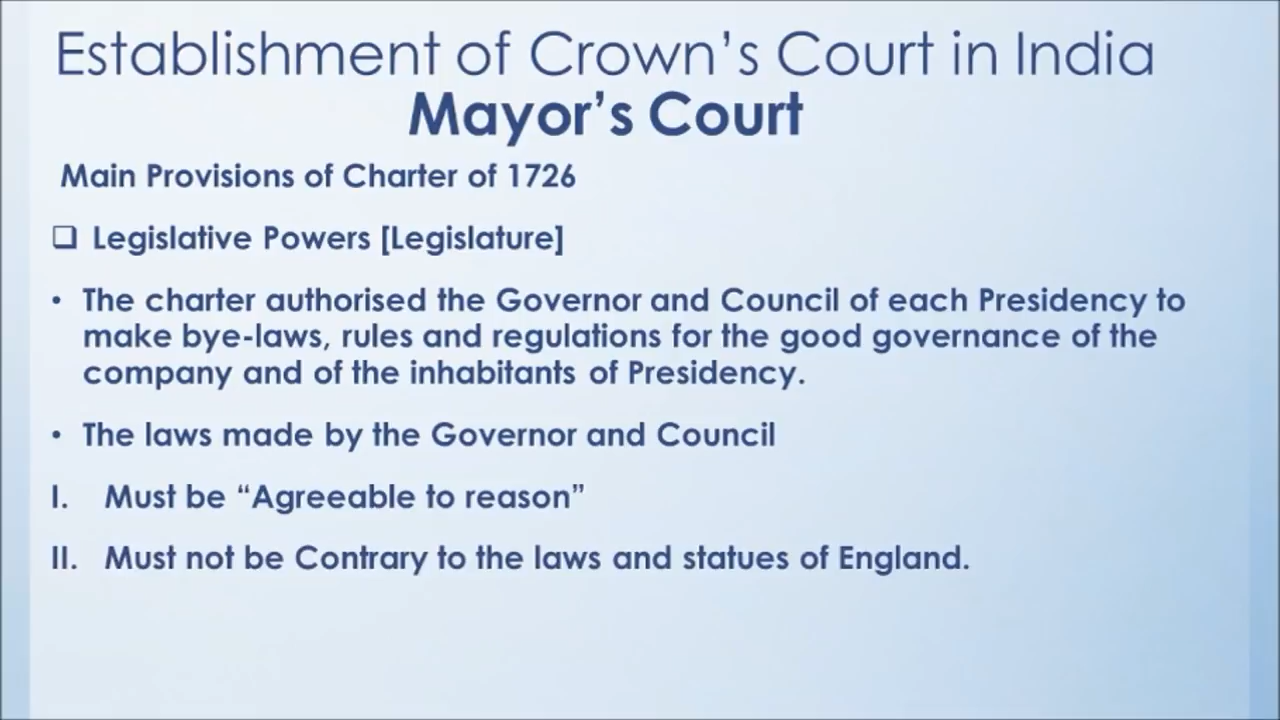 Establishment of Crown’s Court in India
Mayor’s Court
Main Provisions of Charter of 1726
❑ Legislative Powers [Legislature]
• The charter authorised the Governor and Council of each Presidency to
make bye-laws, rules and regulations for the good governance of the
company and of the inhabitants of Presidency.
• The laws made by the Governor and Council
I. Must be “Agreeable to reason”
II. Must not be Contrary to the laws and statues of England.